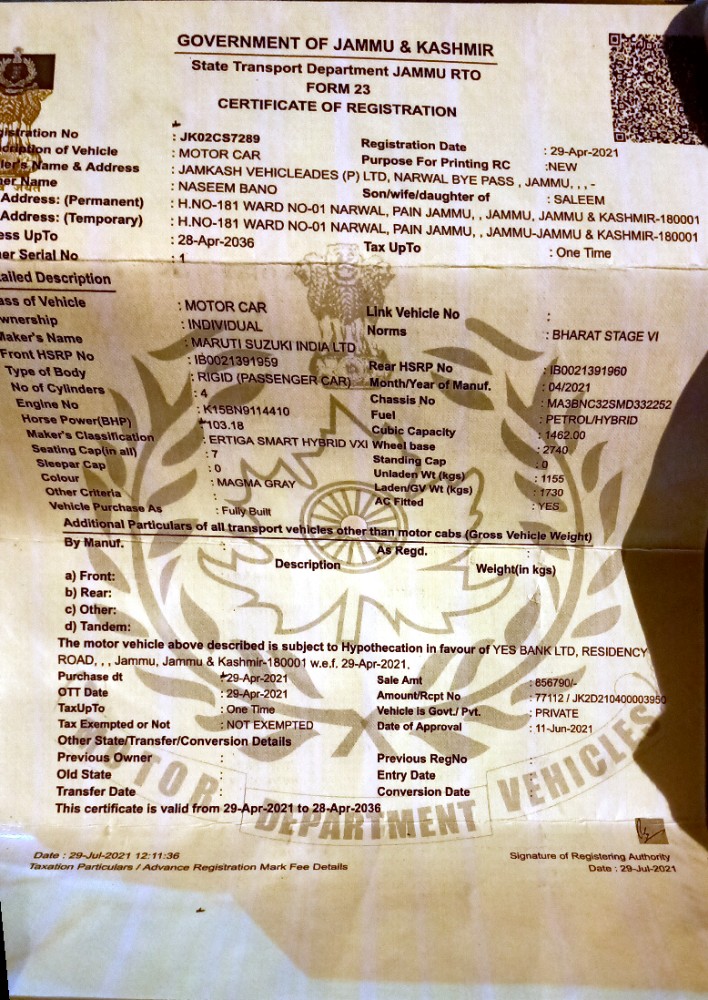 GOVERNMENT OF JAMMU & KASHMIR
State Transport Department JAMMU RTO
FORM 23
CERTIFICATE OF REGISTRATION
gistration No : JK02CS7289 Registration Date : 29-Apr-2021
scription of Vehicle : MOTOR CAR Purpose For Printing RC :NEW
ler's Name & Address : JAMKASH VEHICLEADES (P) LTD, NARWAL BYE PASS , JAMMU, , , -
ner Name : NASEEM BANO Son/wife/daughter of : SALEEM
Address: (Permanent) : H.NO-181 WARD NO-01 NARWAL, PAIN JAMMU, , JAMMU, JAMMU & KASHMIR-180001
Address: (Temporary) : H.NO-181 WARD NO-01 NARWAL, PAIN JAMMU, , JAMMU-JAMMU & KASHMIR-180001
ess UpTo : 28-Apr-2036 Tax UpTo : One Time
er Serial No : 1
ailed Description
ass of Vehicle : MOTOR CAR Link Vehicle No :
wnership : INDIVIDUAL Norms : BHARAT STAGE VI
Maker's Name : MARUTI SUZUKI INDIA LTD
Front HSRP No : IB0021391959 Rear HSRP No : IB0021391960
Type of Body : RIGID (PASSENGER CAR) Month/Year of Manuf. : 04/2021
No of Cylinders : 4 Chassis No : MA3BNC32SMD332252
Engine No : K15BN9114410 Fuel : PETROL/HYBRID
Horse Power(BHP) : 103.18 Cubic Capacity : 1462.00
Maker's Classification : ERTIGA SMART HYBRID VXI Wheel base : 2740
Seating Cap(in all) : 7 Standing Cap : 0
Sleepar Cap : 0 Unladen Wt (kgs) : 1155
Colour : MAGMA GRAY Laden/GV Wt (kgs) : 1730
Other Criteria : AC Fitted : YES
Vehicle Purchase As : Fully Built
Additional Particulars of all transport vehicles other than motor cabs (Gross Vehicle Weight)
By Manuf. : As Regd. :
Description Weight(in kgs)
a) Front:
b) Rear:
c) Other:
d) Tandem:
The motor vehicle above described is subject to Hypothecation in favour of YES BANK LTD, RESIDENCY
ROAD, , , Jammu, Jammu & Kashmir-180001 w.e.f. 29-Apr-2021.
Purchase dt : 29-Apr-2021 Sale Amt : 856790/-
OTT Date : 29-Apr-2021 Amount/Rcpt No : 77112 / JK2D210400003950
TaxUpTo : One Time Vehicle is Govt./ Pvt. : PRIVATE
Tax Exempted or Not : NOT EXEMPTED Date of Approval : 11-Jun-2021
Other State/Transfer/Conversion Details
Previous Owner : Previous RegNo :
Old State : Entry Date :
Transfer Date : Conversion Date :
This certificate is valid from 29-Apr-2021 to 28-Apr-2036
MOTOR DEPARTMENT VEHICLES
Date : 29-Jul-2021 12:11:36 Signature of Registering Authority
Taxation Particulars / Advance Registration Mark Fee Details Date : 29-Jul-2021